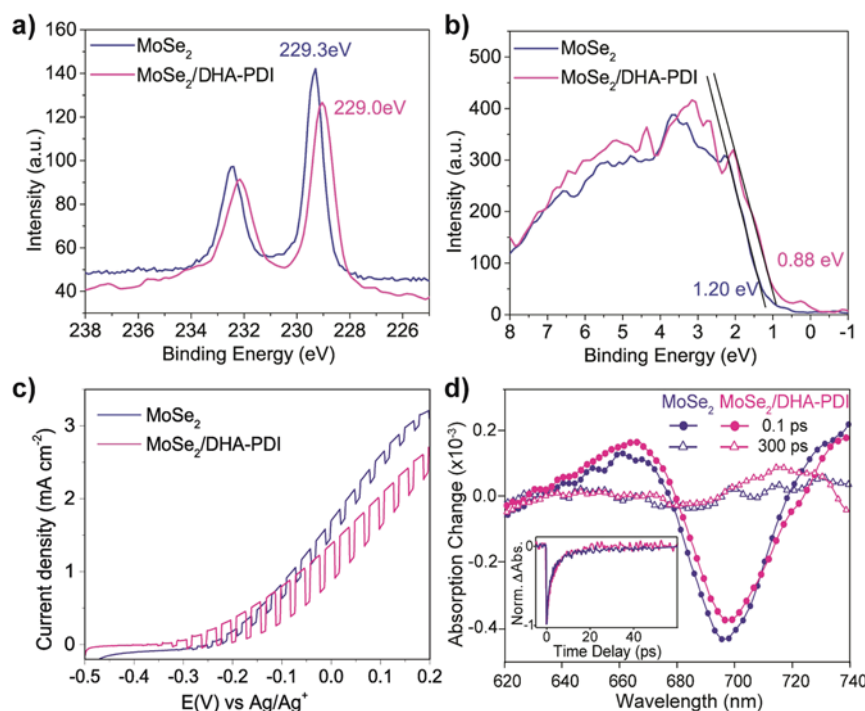 a)
MoSe₂
MoSe₂/DHA-PDI
229.3eV
229.0eV
160
140
120
100
80
60
40
Intensity (a.u.)
238 236 234 232 230 228 226
Binding Energy (eV)
b)
MoSe₂
MoSe₂/DHA-PDI
0.88 eV
1.20 eV
500
400
300
200
100
0
Intensity (a.u.)
8 7 6 5 4 3 2 1 0 -1
Binding Energy (eV)
c)
MoSe₂
MoSe₂/DHA-PDI
3
2
1
0
Current density (mA cm⁻²)
-0.5 -0.4 -0.3 -0.2 -0.1 0.0 0.1 0.2
E(V) vs Ag/Ag⁺
d)
MoSe₂ MoSe₂/DHA-PDI
0.1 ps
300 ps
0.2
0.0
-0.2
-0.4
Absorption Change (x10⁻³)
0
-1
Norm. ΔAbs.
0 20 40
Time Delay (ps)
620 640 660 680 700 720 740
Wavelength (nm)